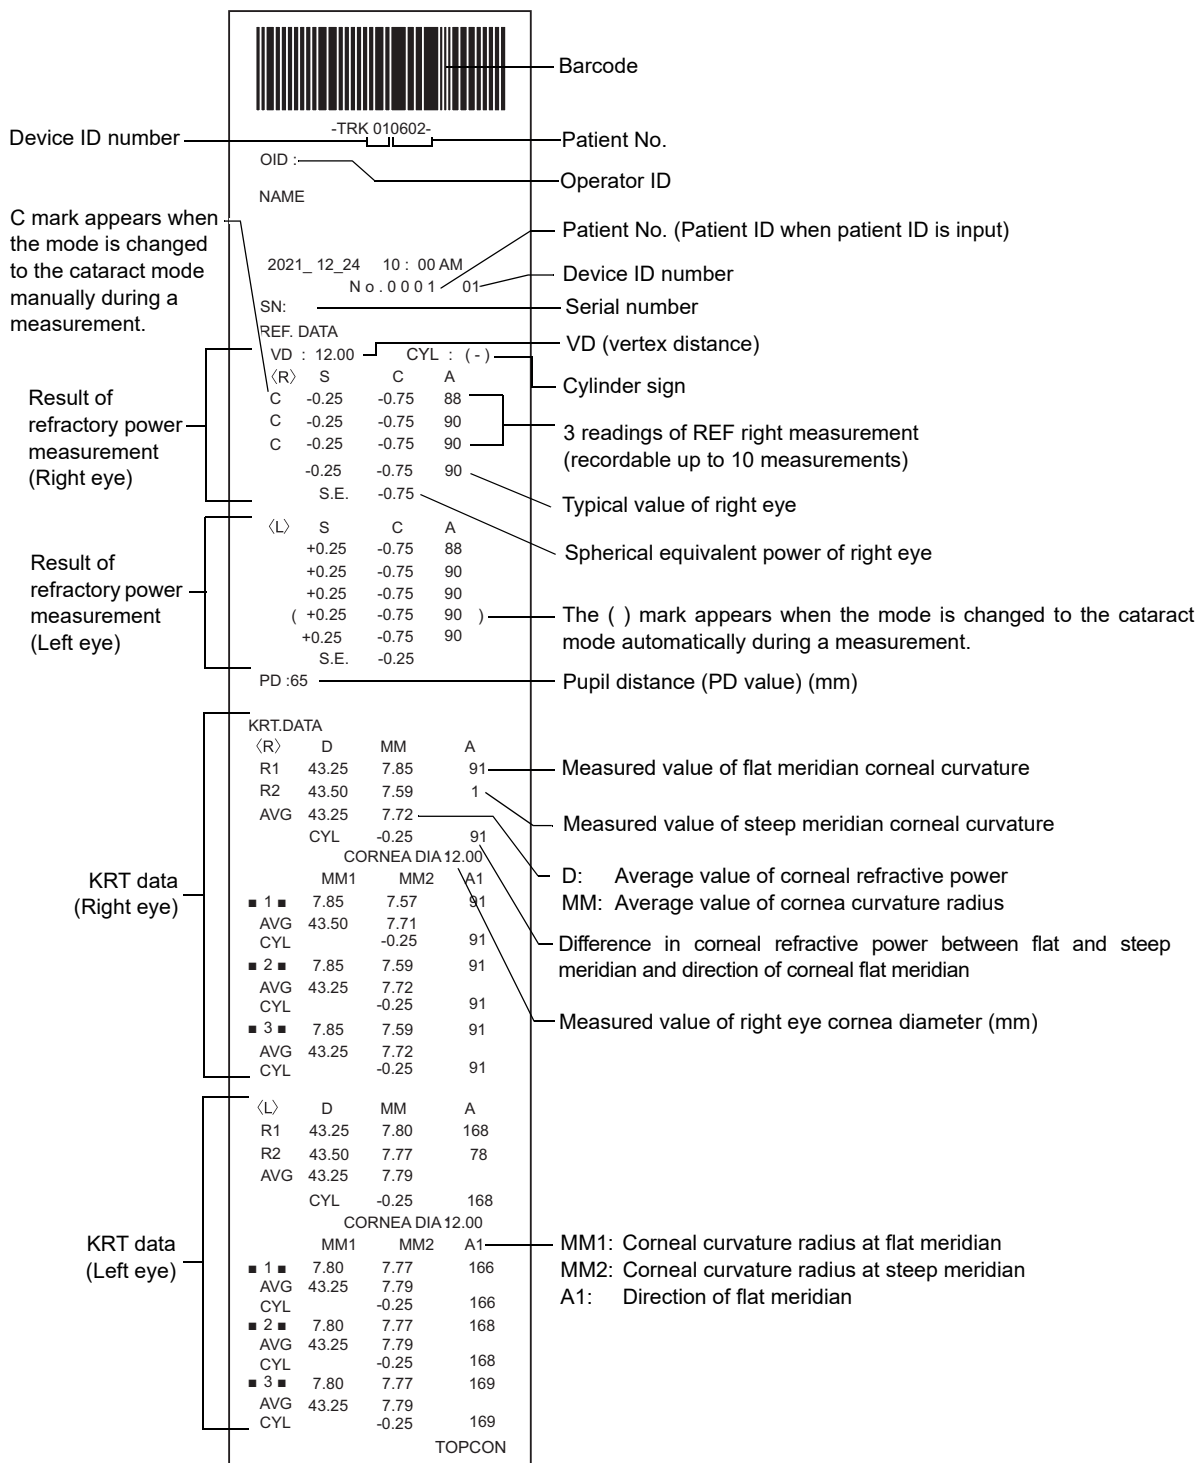 Barcode
Device ID number
-TRK 010602-
Patient No.
OID :
Operator ID
NAME
C mark appears when
the mode is changed
to the cataract mode
manually during a
measurement.
Patient No. (Patient ID when patient ID is input)
2021_ 12_24 10 : 00 AM
Device ID number
No.0001 01
SN:
Serial number
REF. DATA
VD : 12.00 CYL : (-)
VD (vertex distance)
Cylinder sign
Result of
refractory power
measurement
(Right eye)
〈R〉 S C A
C -0.25 -0.75 88
C -0.25 -0.75 90
C -0.25 -0.75 90
-0.25 -0.75 90
S.E. -0.75
3 readings of REF right measurement
(recordable up to 10 measurements)
Typical value of right eye
Spherical equivalent power of right eye
Result of
refractory power
measurement
(Left eye)
〈L〉 S C A
+0.25 -0.75 88
+0.25 -0.75 90
+0.25 -0.75 90
( +0.25 -0.75 90 )
+0.25 -0.75 90
S.E. -0.25
The ( ) mark appears when the mode is changed to the cataract
mode automatically during a measurement.
PD :65
Pupil distance (PD value) (mm)
KRT.DATA
〈R〉 D MM A
R1 43.25 7.85 91
R2 43.50 7.59 1
AVG 43.25 7.72
CYL -0.25 91
CORNEA DIA 12.00
MM1 MM2 A1
■ 1 ■ 7.85 7.57 91
AVG 43.50 7.71
CYL -0.25 91
■ 2 ■ 7.85 7.59 91
AVG 43.25 7.72
CYL -0.25 91
■ 3 ■ 7.85 7.59 91
AVG 43.25 7.72
CYL -0.25 91
KRT data
(Right eye)
Measured value of flat meridian corneal curvature
Measured value of steep meridian corneal curvature
D: Average value of corneal refractive power
MM: Average value of cornea curvature radius
Difference in corneal refractive power between flat and steep
meridian and direction of corneal flat meridian
Measured value of right eye cornea diameter (mm)
〈L〉 D MM A
R1 43.25 7.80 168
R2 43.50 7.77 78
AVG 43.25 7.79
CYL -0.25 168
CORNEA DIA 12.00
MM1 MM2 A1
■ 1 ■ 7.80 7.77 166
AVG 43.25 7.79
CYL -0.25 166
■ 2 ■ 7.80 7.77 168
AVG 43.25 7.79
CYL -0.25 168
■ 3 ■ 7.80 7.77 169
AVG 43.25 7.79
CYL -0.25 169
KRT data
(Left eye)
MM1: Corneal curvature radius at flat meridian
MM2: Corneal curvature radius at steep meridian
A1: Direction of flat meridian
TOPCON